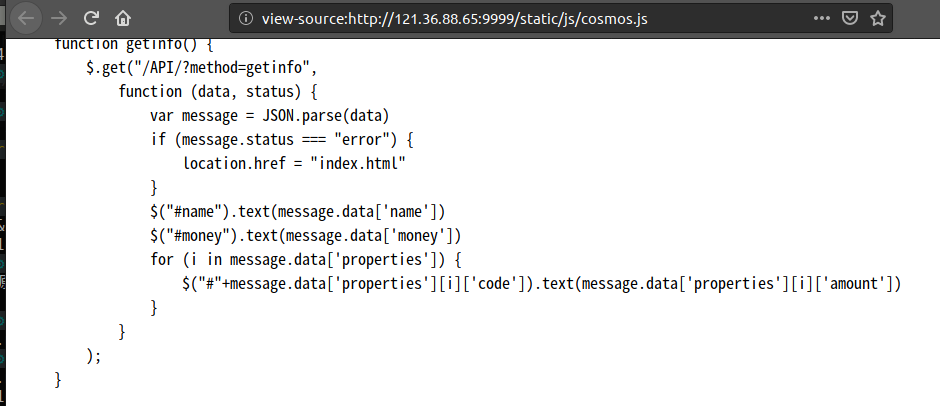 view-source:http://121.36.88.65:9999/static/js/cosmos.js
function getinfo() {
$.get("/API/?method=getinfo",
function (data, status) {
var message = JSON.parse(data)
if (message.status === "error") {
location.href = "index.html"
}
$("#name").text(message.data['name'])
$("#money").text(message.data['money'])
for (i in message.data['properties']) {
$("#"+message.data['properties'][i]['code']).text(message.data['properties'][i]['amount'])
}
}
);
}